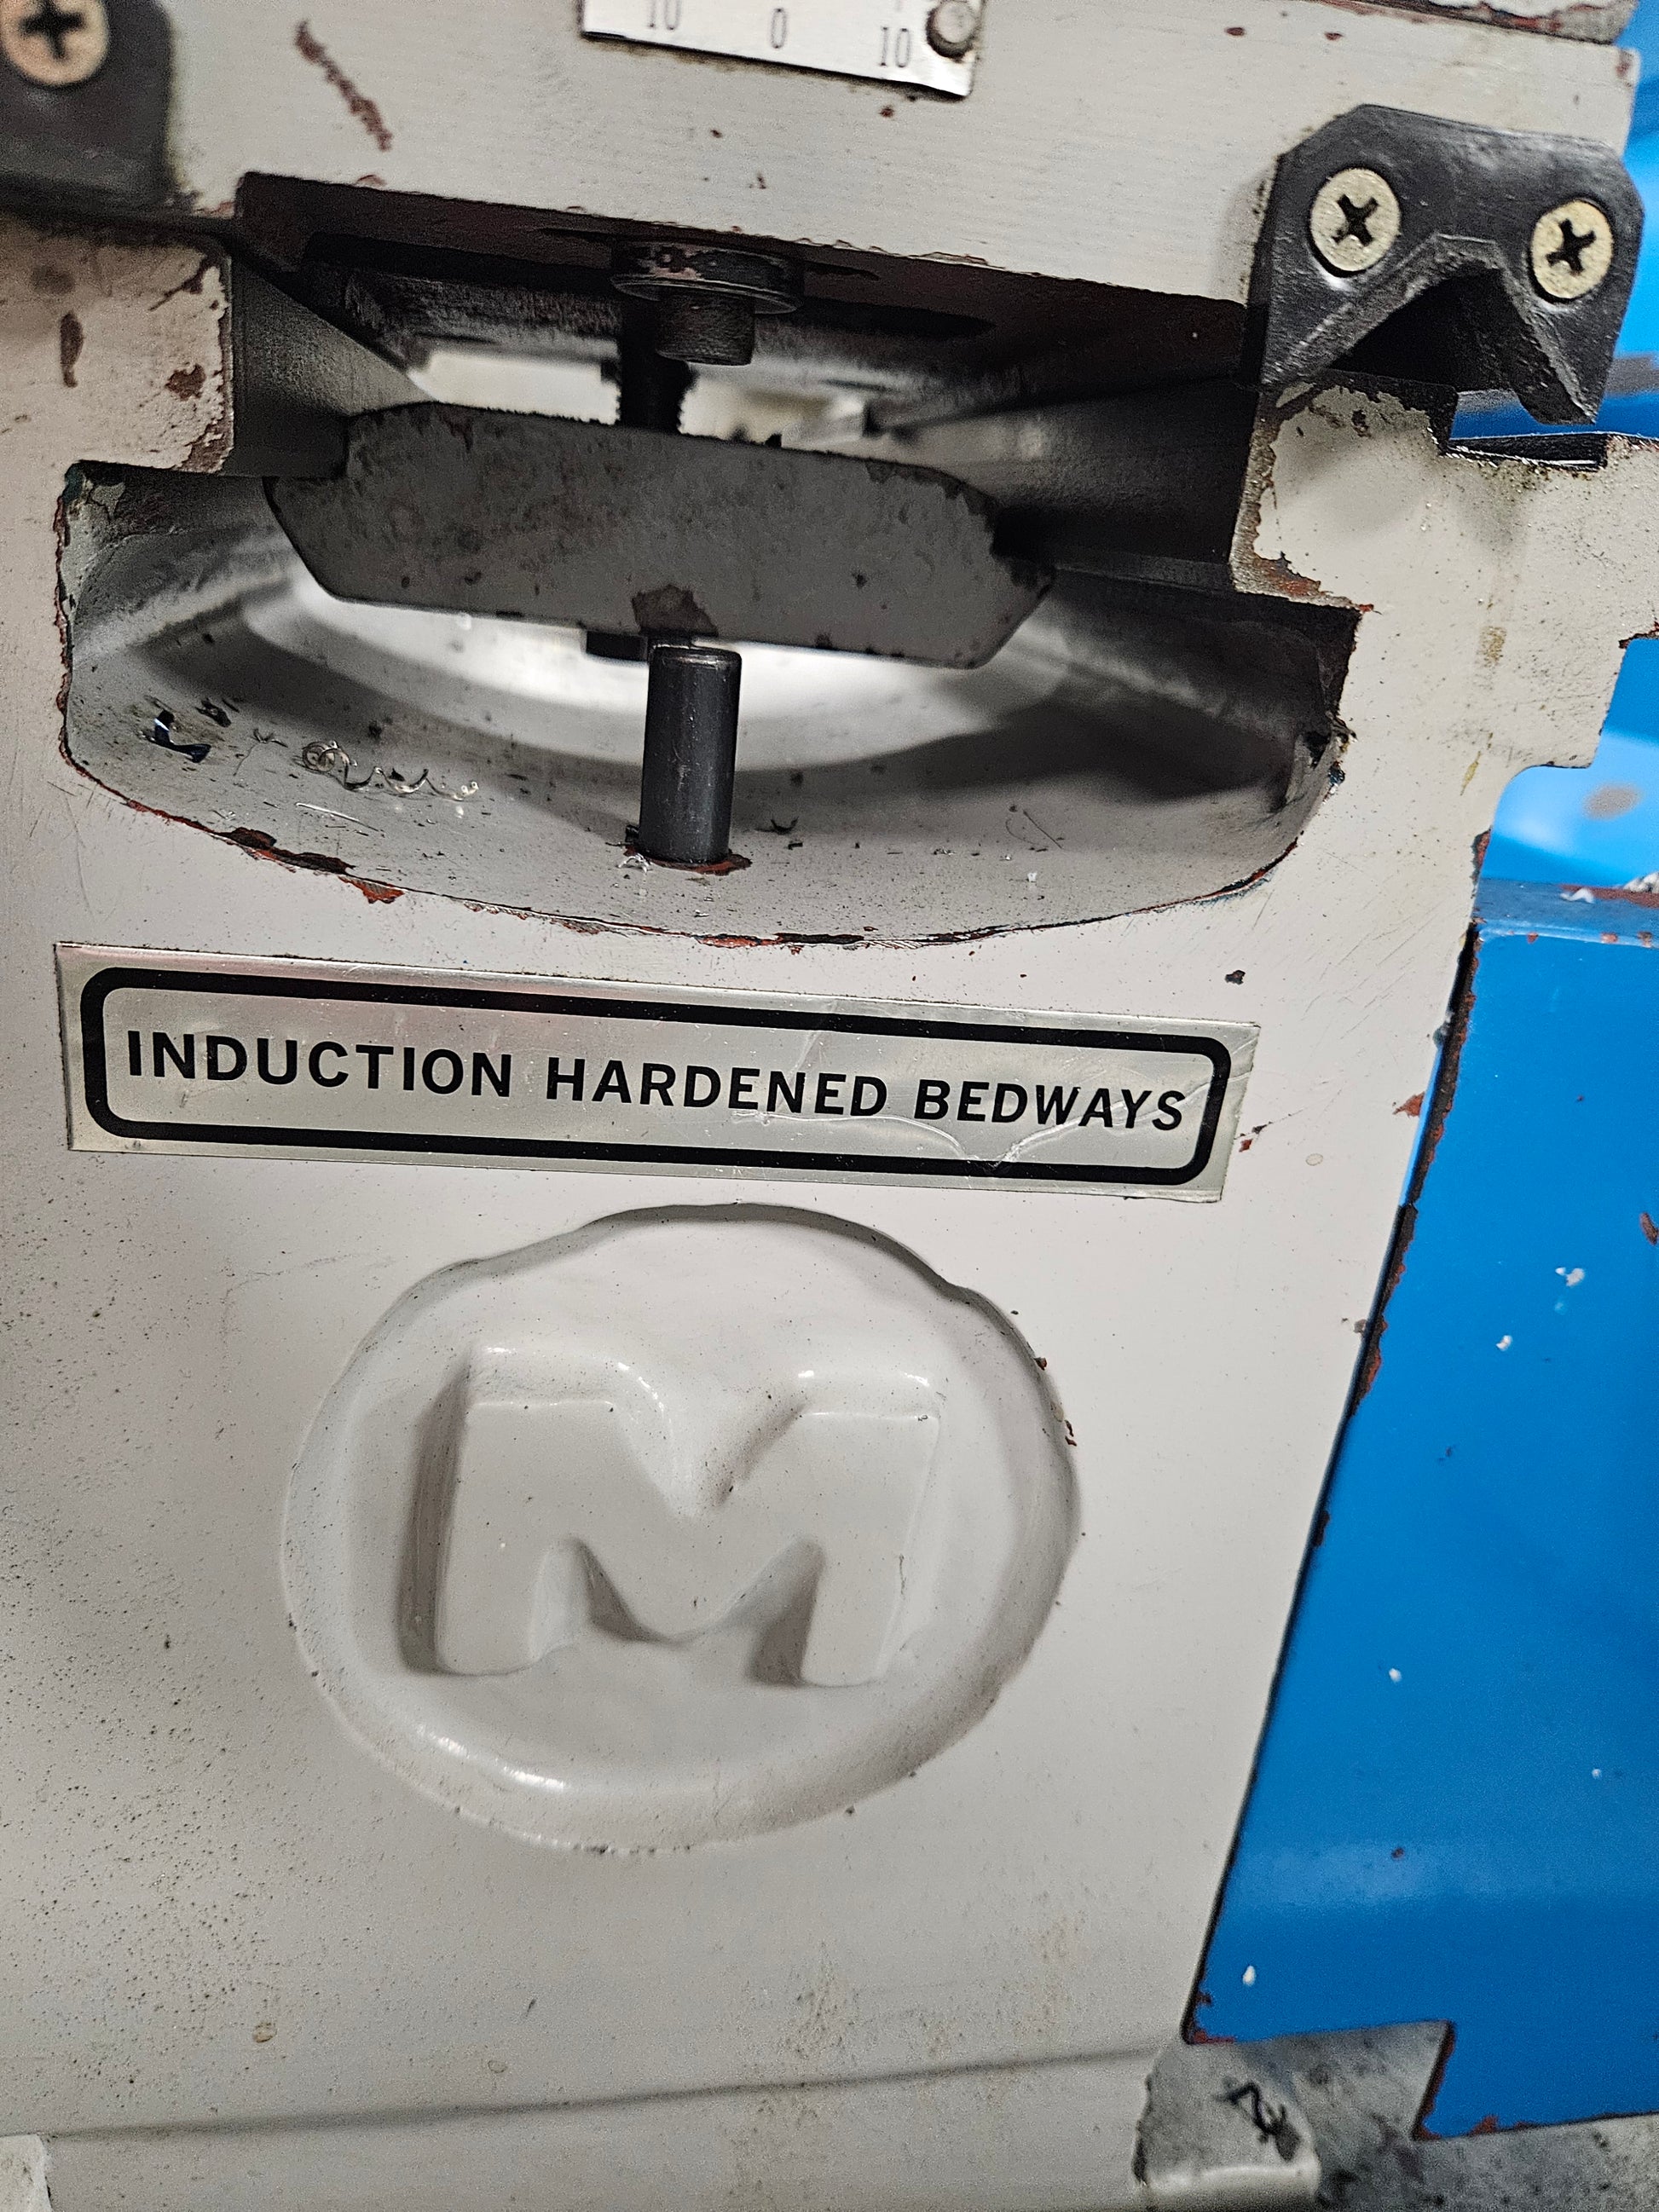 10 0 10
INDUCTION HARDENED BEDWAYS
M